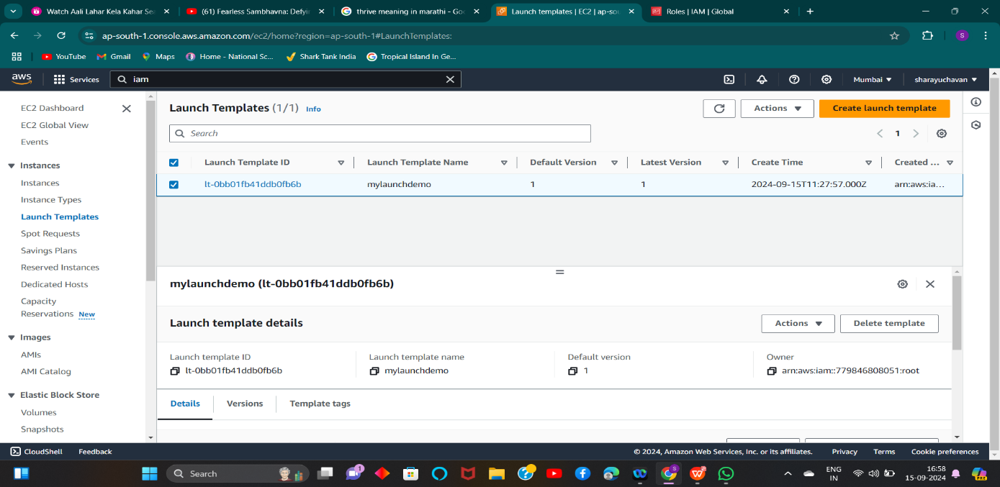 Watch Aali Lahar Kela Kahar Sea
(61) Fearless Sambhavna: Defyin
thrive meaning in marathi - Goo
Launch templates | EC2 | ap-sou
Roles | IAM | Global
ap-south-1.console.aws.amazon.com/ec2/home?region=ap-south-1#LaunchTemplates:
S
YouTube Gmail Maps Home - National Sc... Shark Tank India Tropical Island In Ge...
aws Services iam Mumbai sharayuchavan
EC2 Dashboard
EC2 Global View
Events
Instances
Instances
Instance Types
Launch Templates
Spot Requests
Savings Plans
Reserved Instances
Dedicated Hosts
Capacity
Reservations New
Images
AMIs
AMI Catalog
Elastic Block Store
Volumes
Snapshots
Launch Templates (1/1) Info
Actions Create launch template
Search
1
Launch Template ID Launch Template Name Default Version Latest Version Create Time Created ...
lt-0bb01fb41ddb0fb6b mylaunchdemo 1 1 2024-09-15T11:27:57.000Z arn:aws:ia...
mylaunchdemo (lt-0bb01fb41ddb0fb6b)
Launch template details
Actions Delete template
Launch template ID Launch template name Default version Owner
lt-0bb01fb41ddb0fb6b mylaunchdemo 1 arn:aws:iam::779846808051:root
Details Versions Template tags
CloudShell Feedback © 2024, Amazon Web Services, Inc. or its affiliates. Privacy Terms Cookie preferences
Search
1
ENG
IN
16:58
15-09-2024
PRE